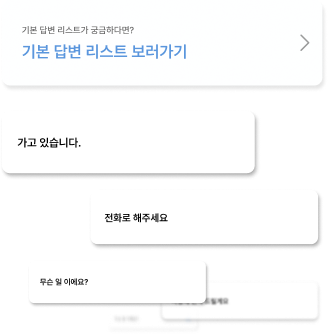 기본 답변 리스트가 궁금하다면?
기본 답변 리스트 보러가기
가고 있습니다.
전화로 해주세요
무슨 일 이에요?